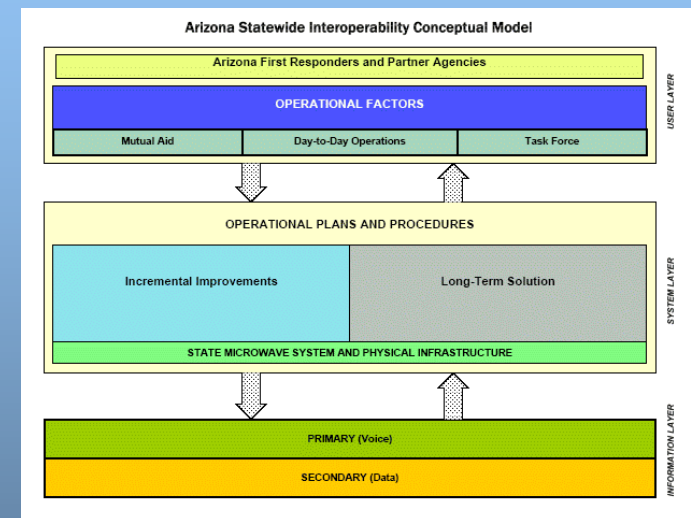 Arizona Statewide Interoperability Conceptual Model
Arizona First Responders and Partner Agencies
OPERATIONAL FACTORS
Mutual Aid
Day-to-Day Operations
Task Force
USER LAYER
OPERATIONAL PLANS AND PROCEDURES
Incremental Improvements
Long-Term Solution
STATE MICROWAVE SYSTEM AND PHYSICAL INFRASTRUCTURE
SYSTEM LAYER
PRIMARY (Voice)
SECONDARY (Data)
INFORMATION LAYER